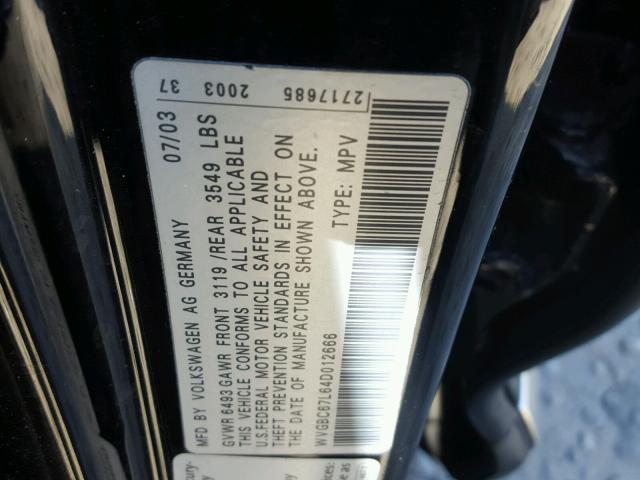 MFD BY VOLKSWAGEN AG GERMANY 07/03 37 2003 2717685
GVWR 6493 GAWR FRONT 3119 /REAR 3549 LBS
THIS VEHICLE CONFORMS TO ALL APPLICABLE
U.S.FEDERAL MOTOR VEHICLE SAFETY AND
THEFT PREVENTION STANDARDS IN EFFECT ON
THE DATE OF MANUFACTURE SHOWN ABOVE.
WVGBC67L64D012666 TYPE: MPV